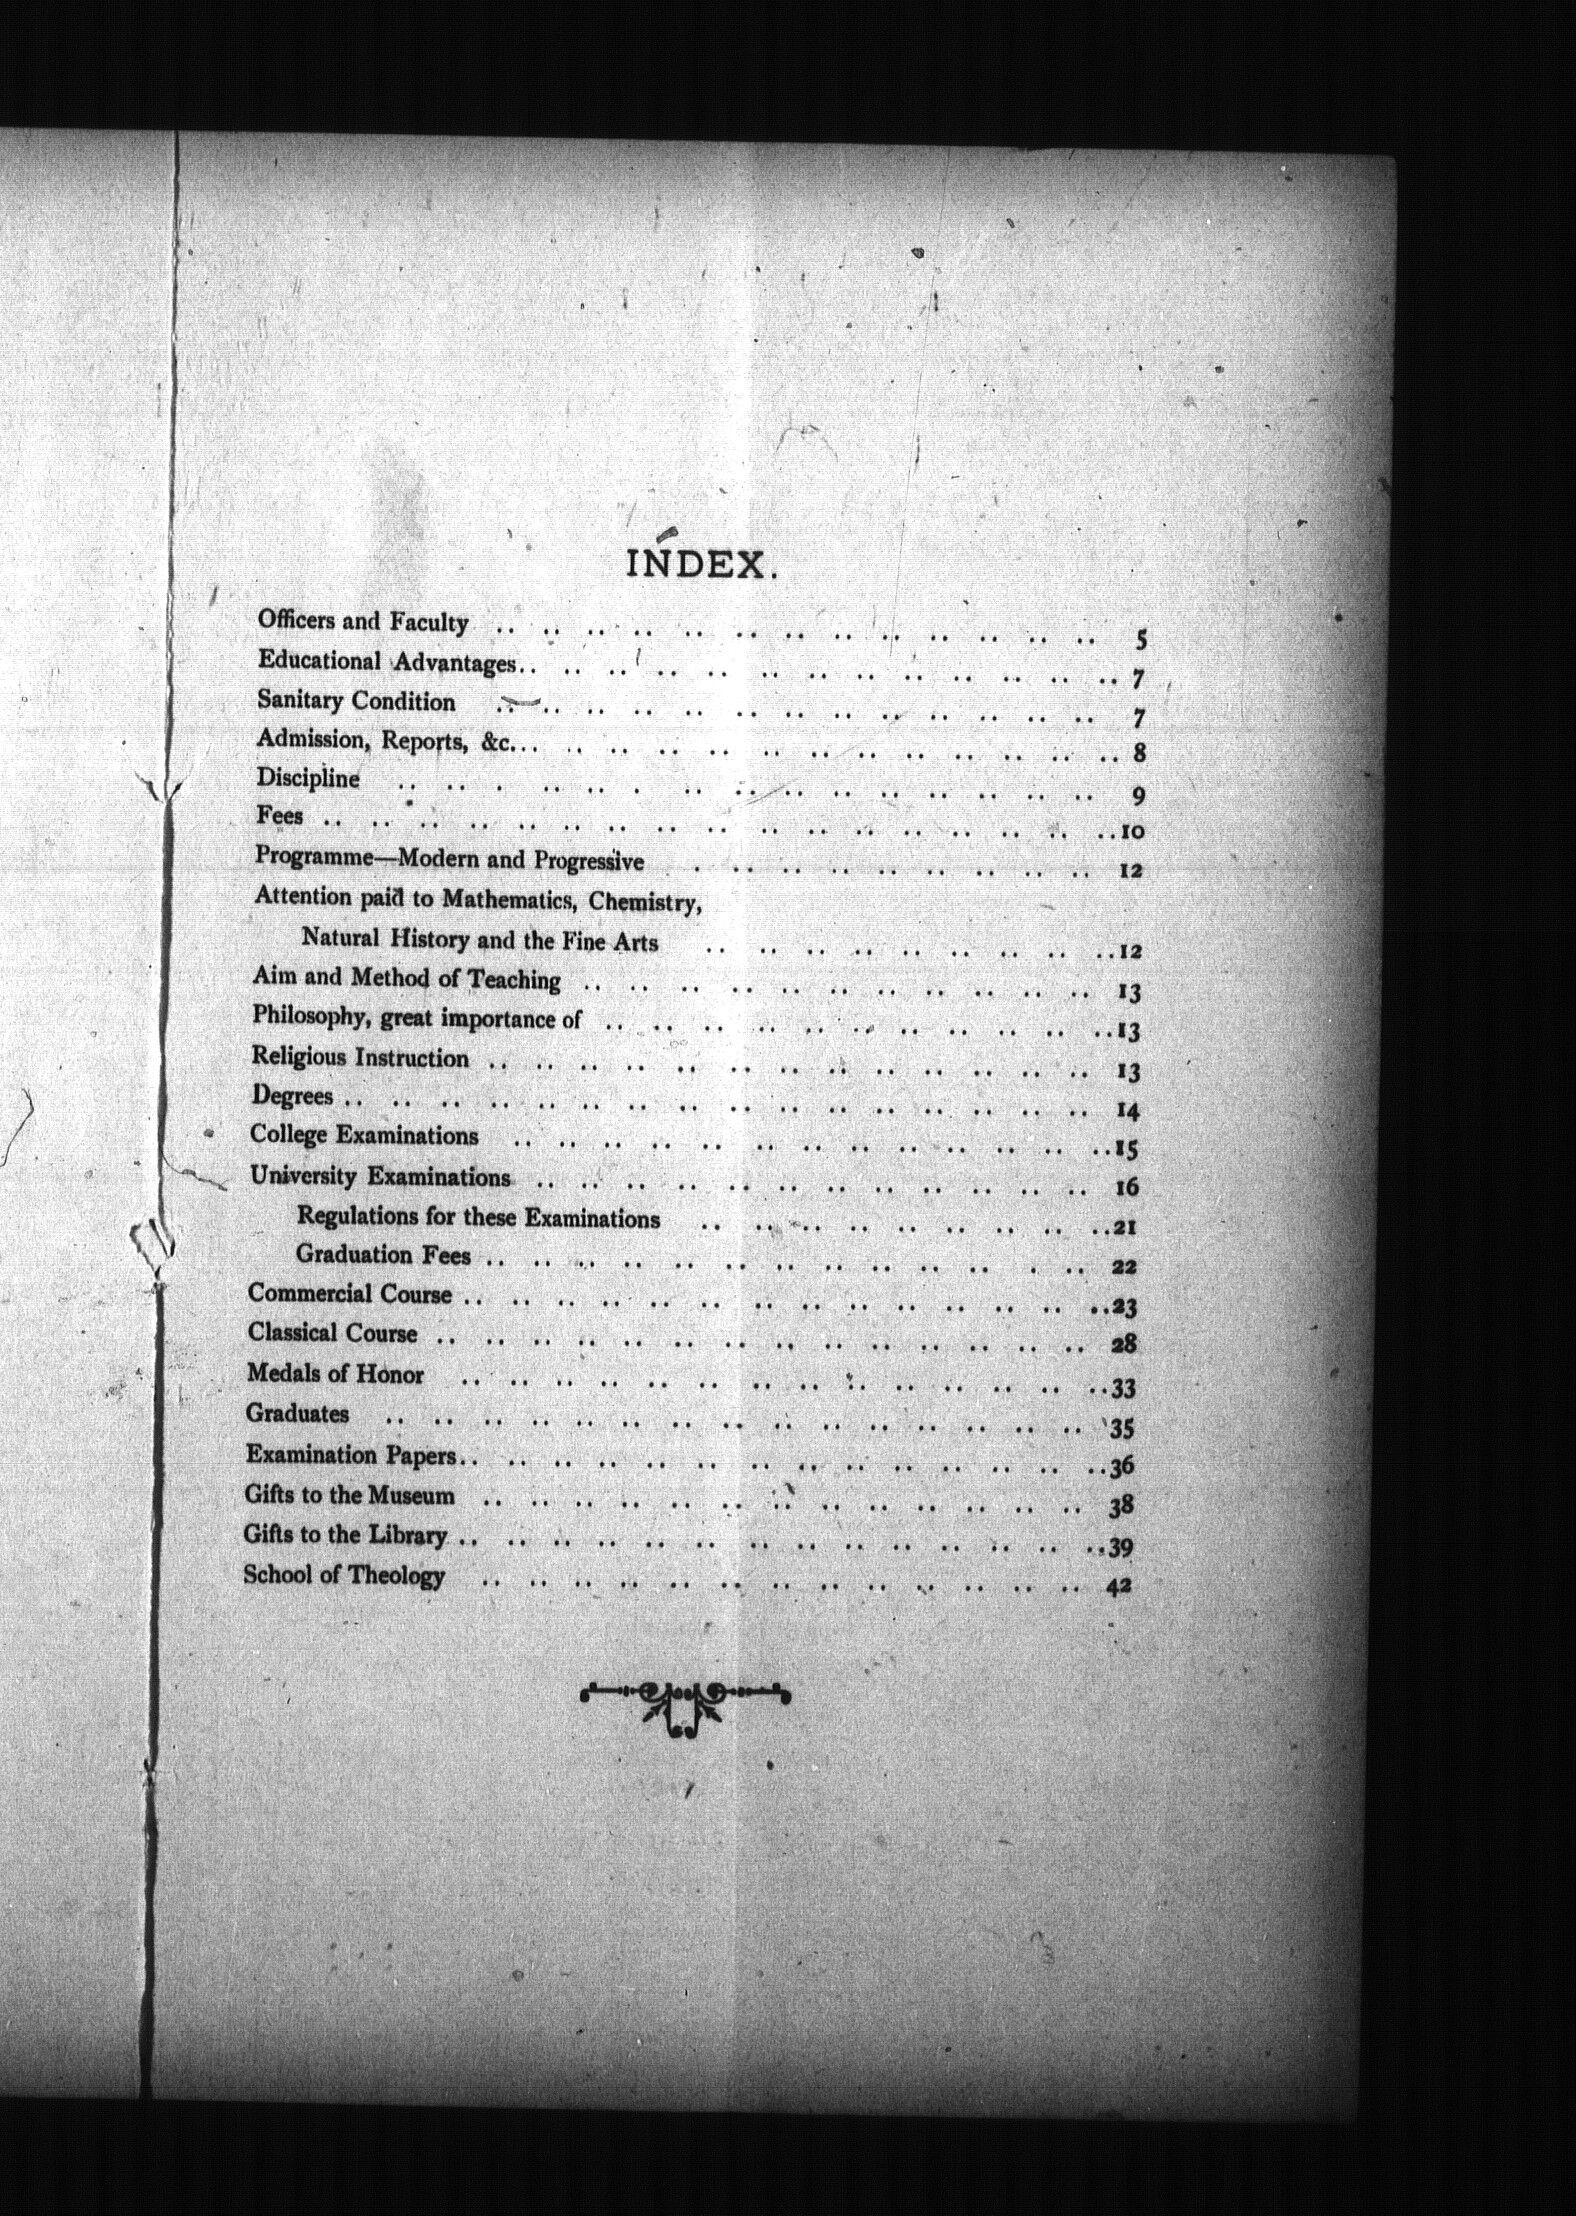 INDEX.
Officers and Faculty .. .. .. .. .. .. .. .. .. .. .. .. .. 5
Educational Advantages.. .. .. .. .. .. .. .. .. .. .. .. .. 7
Sanitary Condition .. .. .. .. .. .. .. .. .. .. .. .. .. 7
Admission, Reports, &c... .. .. .. .. .. .. .. .. .. .. .. .. 8
Discipline .. .. . .. .. . .. .. .. .. .. .. .. .. .. 9
Fees .. .. .. .. .. .. .. .. .. .. .. .. .. .. .. .. .. 10
Programme—Modern and Progressive . .. .. .. .. .. .. .. .. 12
Attention paid to Mathematics, Chemistry,
Natural History and the Fine Arts .. .. .. .. .. .. .. .. .. 12
Aim and Method of Teaching .. .. .. .. .. .. .. .. .. .. .. 13
Philosophy, great importance of .. .. .. .. .. .. .. .. .. .. .. 13
Religious Instruction .. .. .. .. .. .. .. .. .. .. .. .. .. 13
Degrees .. .. .. .. .. .. .. .. .. .. .. .. .. .. .. .. 14
College Examinations .. .. .. .. .. .. .. .. .. .. .. .. .. 15
University Examinations .. .. .. .. .. .. .. .. .. .. .. .. 16
Regulations for these Examinations .. .. .. .. .. .. .. .. .. 21
Graduation Fees .. .. .. .. .. .. .. .. .. .. .. . .. 22
Commercial Course .. .. .. .. .. .. .. .. .. .. .. .. .. .. 23
Classical Course .. .. .. .. .. .. .. .. .. .. .. .. .. .. 28
Medals of Honor .. .. .. .. .. .. .. .. .. .. .. .. .. .. 33
Graduates .. .. .. .. .. .. .. .. .. .. .. .. .. .. .. 35
Examination Papers.. .. .. .. .. .. .. .. .. .. .. .. .. .. 36
Gifts to the Museum .. .. .. .. .. .. .. .. .. .. .. .. .. 38
Gifts to the Library .. .. .. .. .. .. .. .. .. .. .. .. .. .. 39
School of Theology .. .. .. .. .. .. .. .. .. .. .. .. .. 42